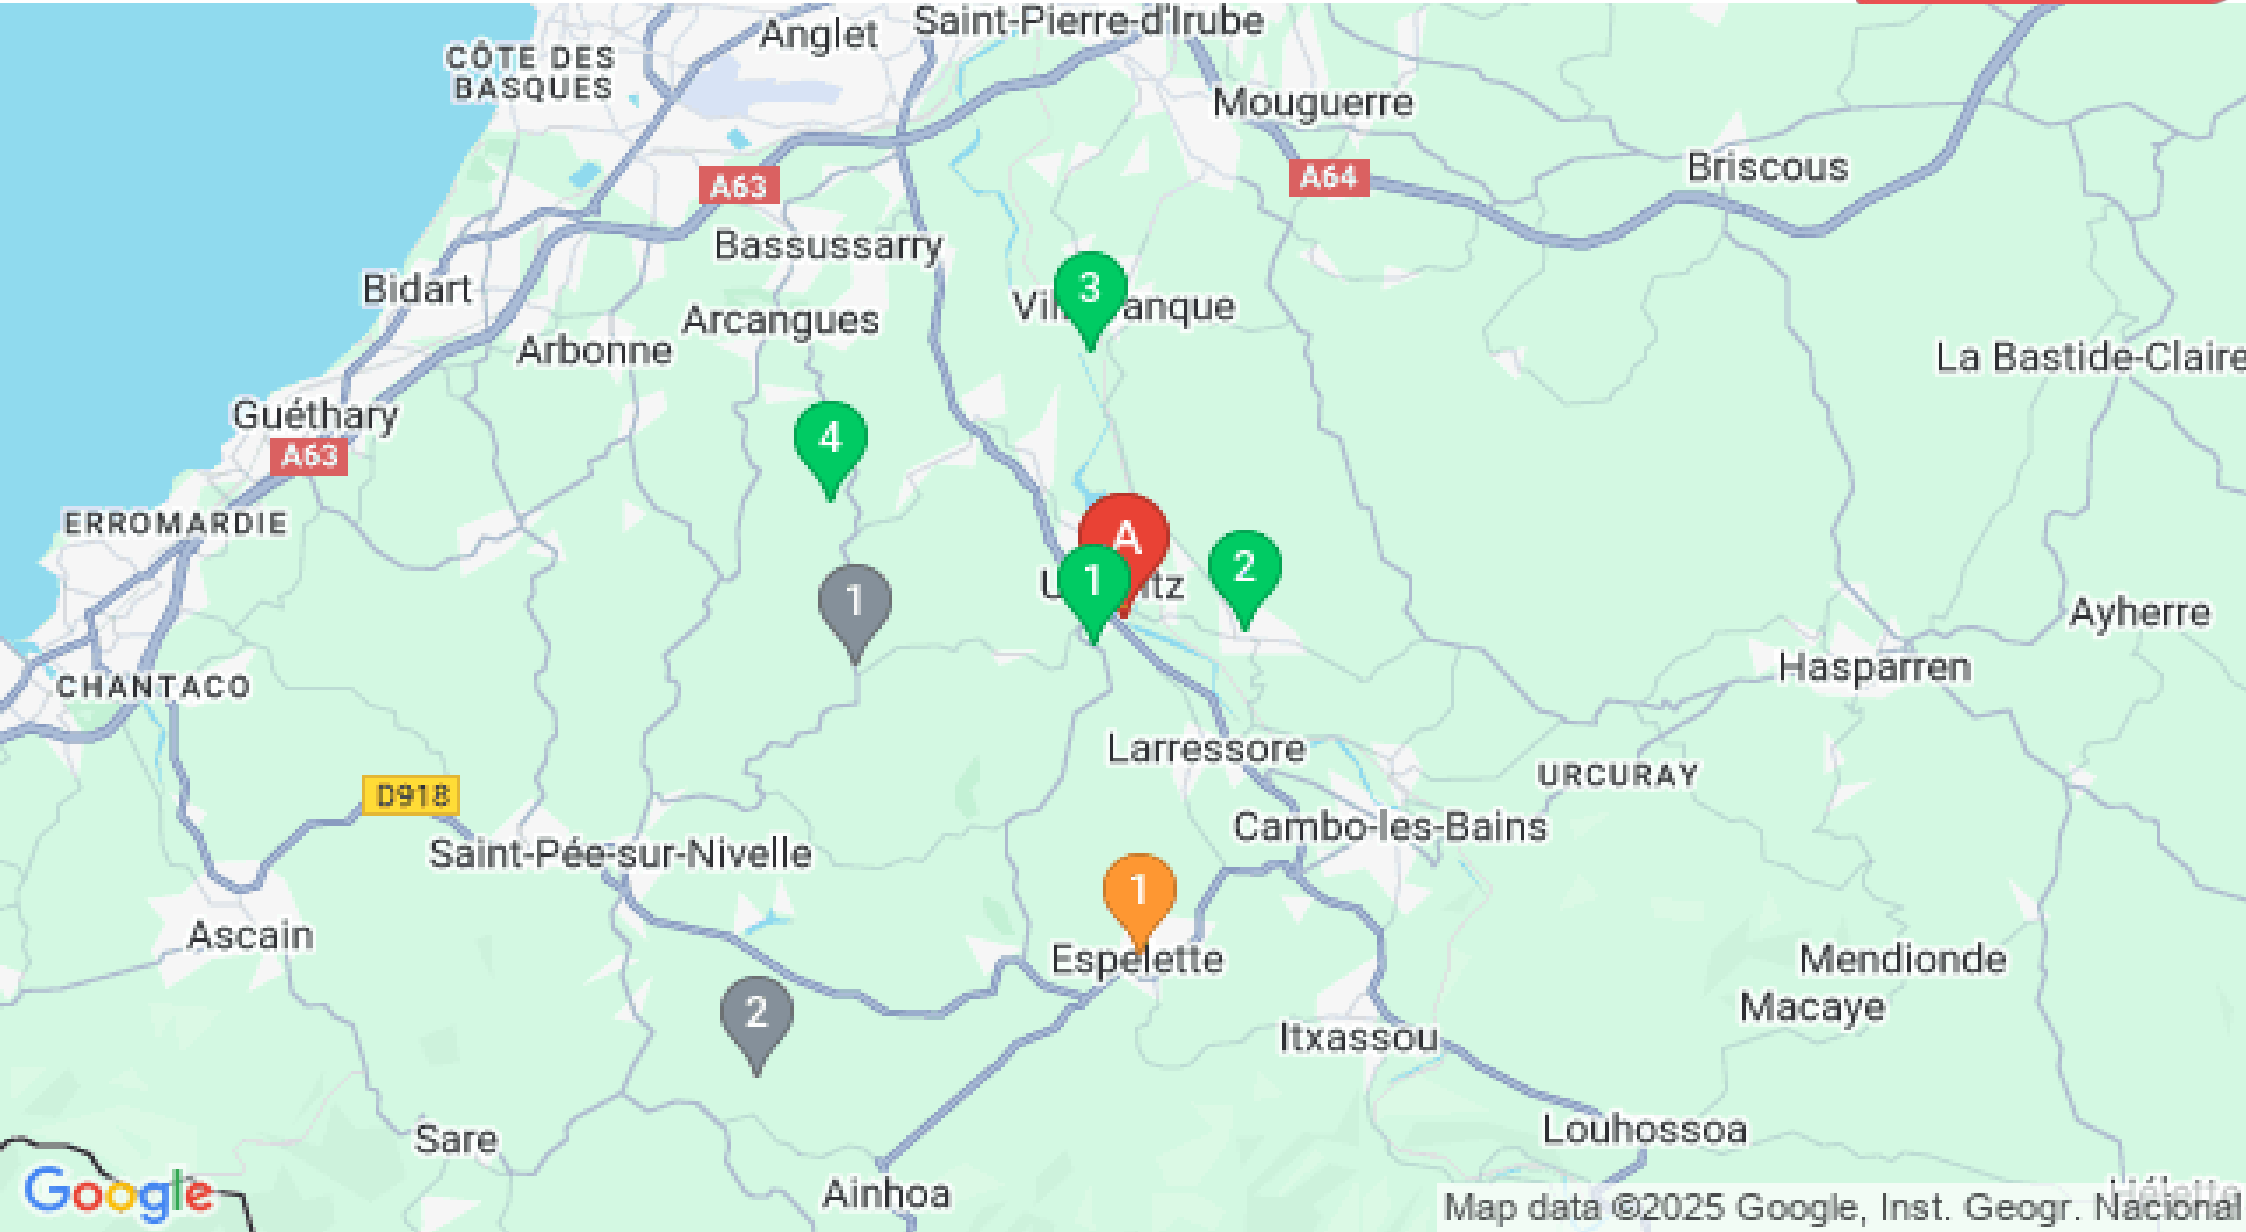 Saint-Pierre-d'Irube
Anglet
CÔTE DES
BASQUES
Mouguerre
Briscous
A63
A64
Bassussarry
Bidart
3
Arcangues
Arbonne
La Bastide-Claire
Guéthary
4
A63
ERROMARDIE
A
2
1
1
Ayherre
Hasparren
CHANTACO
Larressore
URCURAY
D918
Cambo-les-Bains
Saint-Pée-sur-Nivelle
1
Ascain
Espelette
Mendionde
2
Macaye
Itxassou
Louhossoa
Sare
Ainhoa
Google
Map data ©2025 Google, Inst. Geogr. Nacional